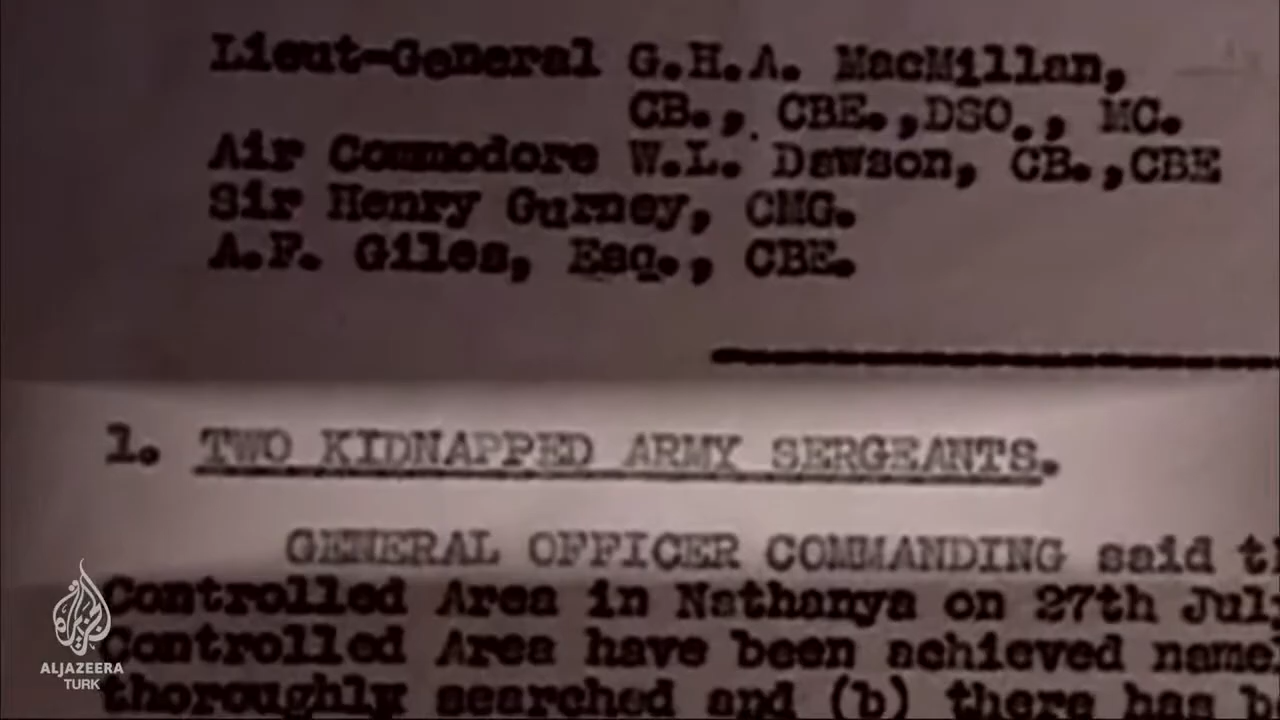 Lieut-General G.H.A. MacMillan,
CB., CBE.,DSO., MC.
Air Commodore W.L. Dawson, CB.,CBE
Sir Henry Gurney, CMG.
A.F. Giles, Esq., CBE.
1. TWO KIDNAPPED ARMY SERGEANTS.
GENERAL OFFICER COMMANDING said
Controlled Area in Nathanya on 27th
Controlled Area have been achieved
thoroughly searched and (b) there has
ALJAZEERA
TURK